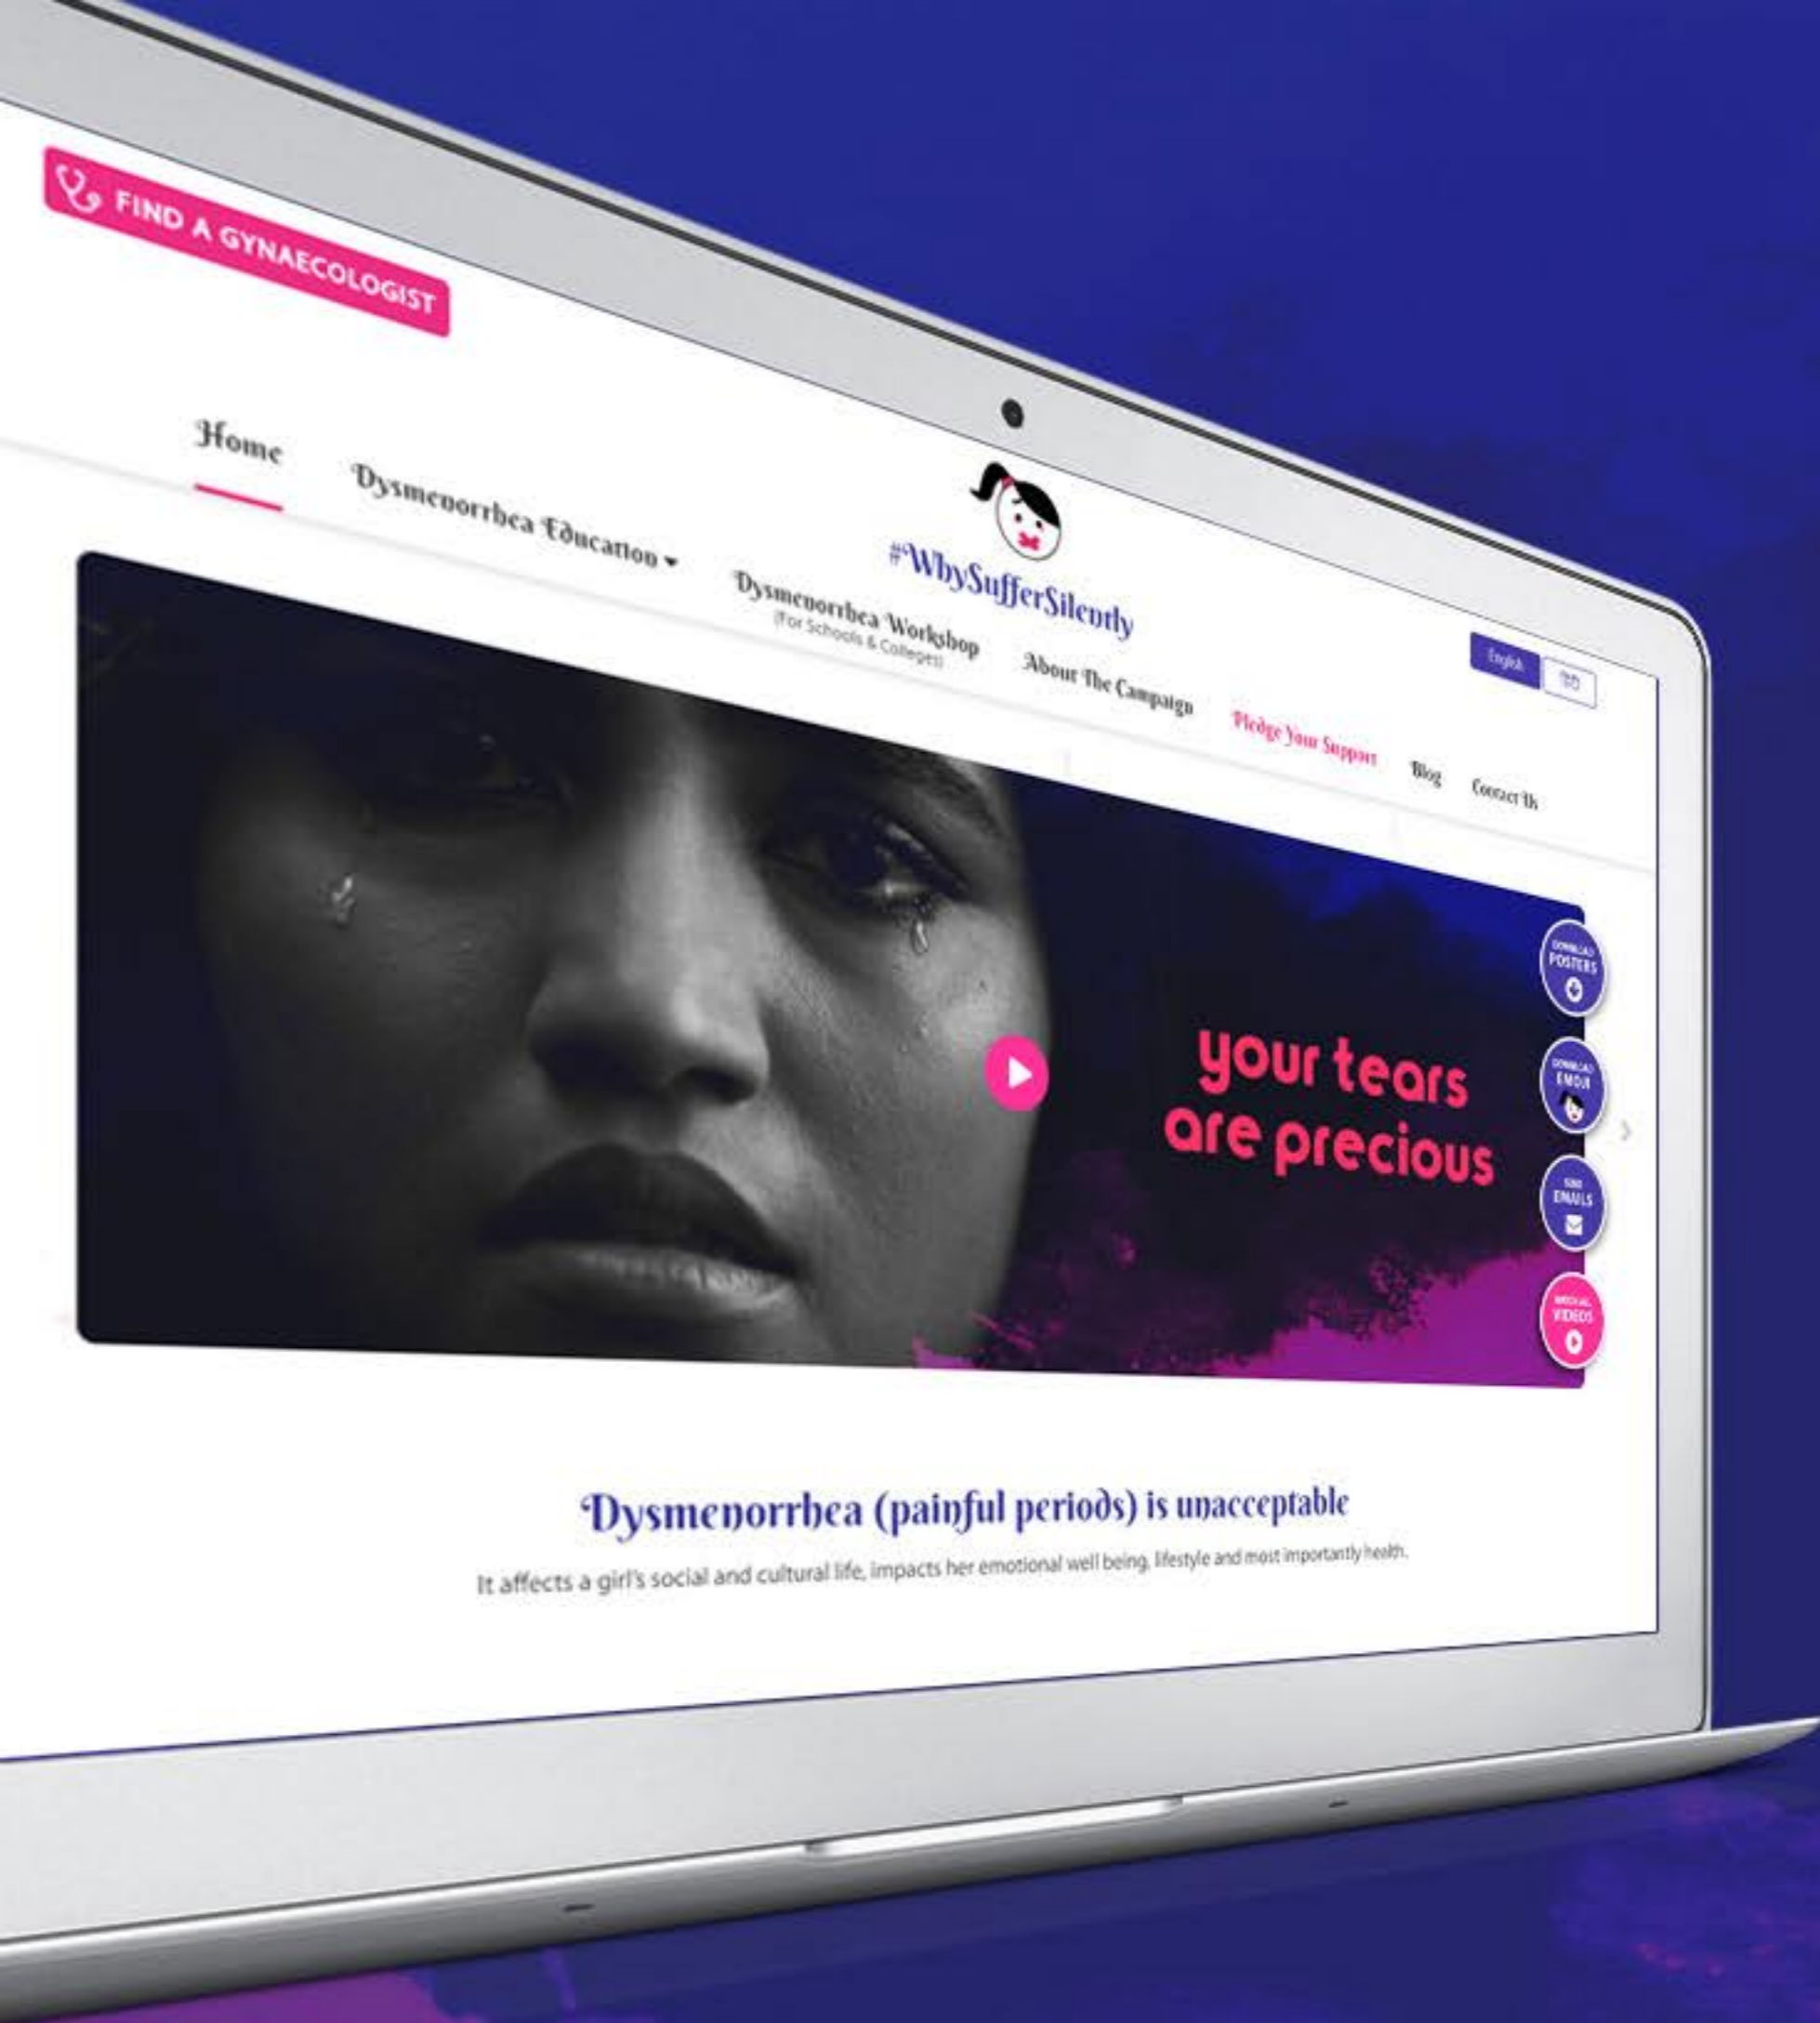 FIND A GYNAECOLOGIST
#WhySufferSilently
English
हिंदी
Home
Dysmenorrhea Education
Dysmenorrhea Workshop
(For Schools & Colleges)
About The Campaign
Pledge Your Support
Blog
Contact Us
your tears
are precious
DOWNLOAD
POSTERS
DOWNLOAD
EMOJI
SEND
EMAILS
WATCH ALL
VIDEOS
Dysmenorrhea (painful periods) is unacceptable
It affects a girl's social and cultural life, impacts her emotional well being, lifestyle and most importantly health.